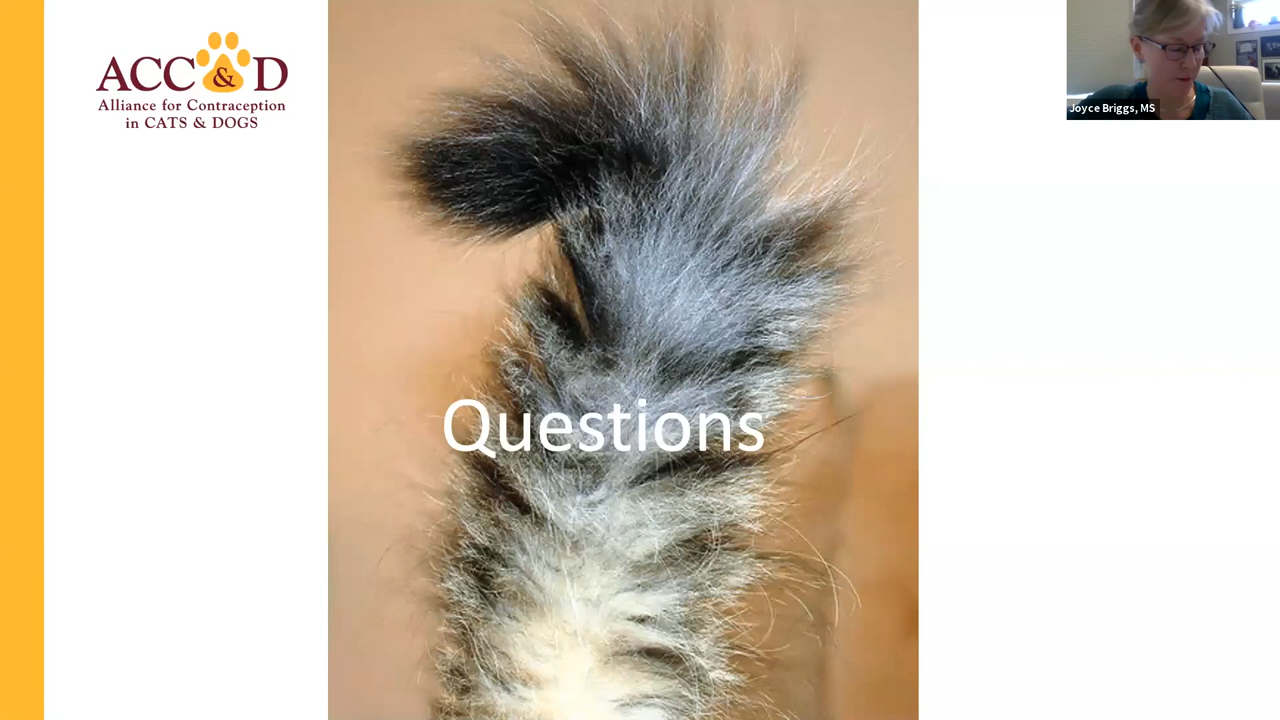 ACC&D
Alliance for Contraception
in CATS & DOGS
Joyce Briggs, MS
Questions